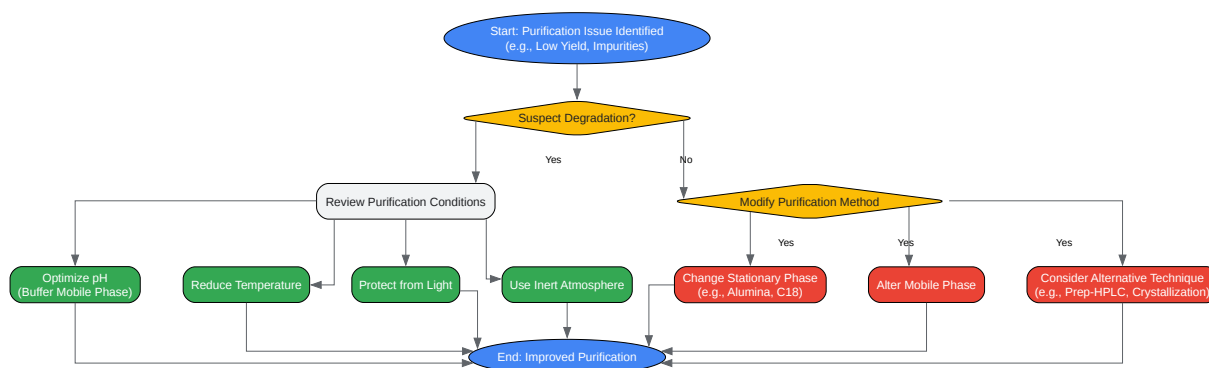 Start: Purification Issue Identified
(e.g., Low Yield, Impurities)
Suspect Degradation?
Yes
No
Review Purification Conditions
Modify Purification Method
Yes
Yes
Yes
Optimize pH
(Buffer Mobile Phase)
Reduce Temperature
Protect from Light
Use Inert Atmosphere
Change Stationary Phase
(e.g., Alumina, C18)
Alter Mobile Phase
Consider Alternative Technique
(e.g., Prep-HPLC, Crystallization)
End: Improved Purification